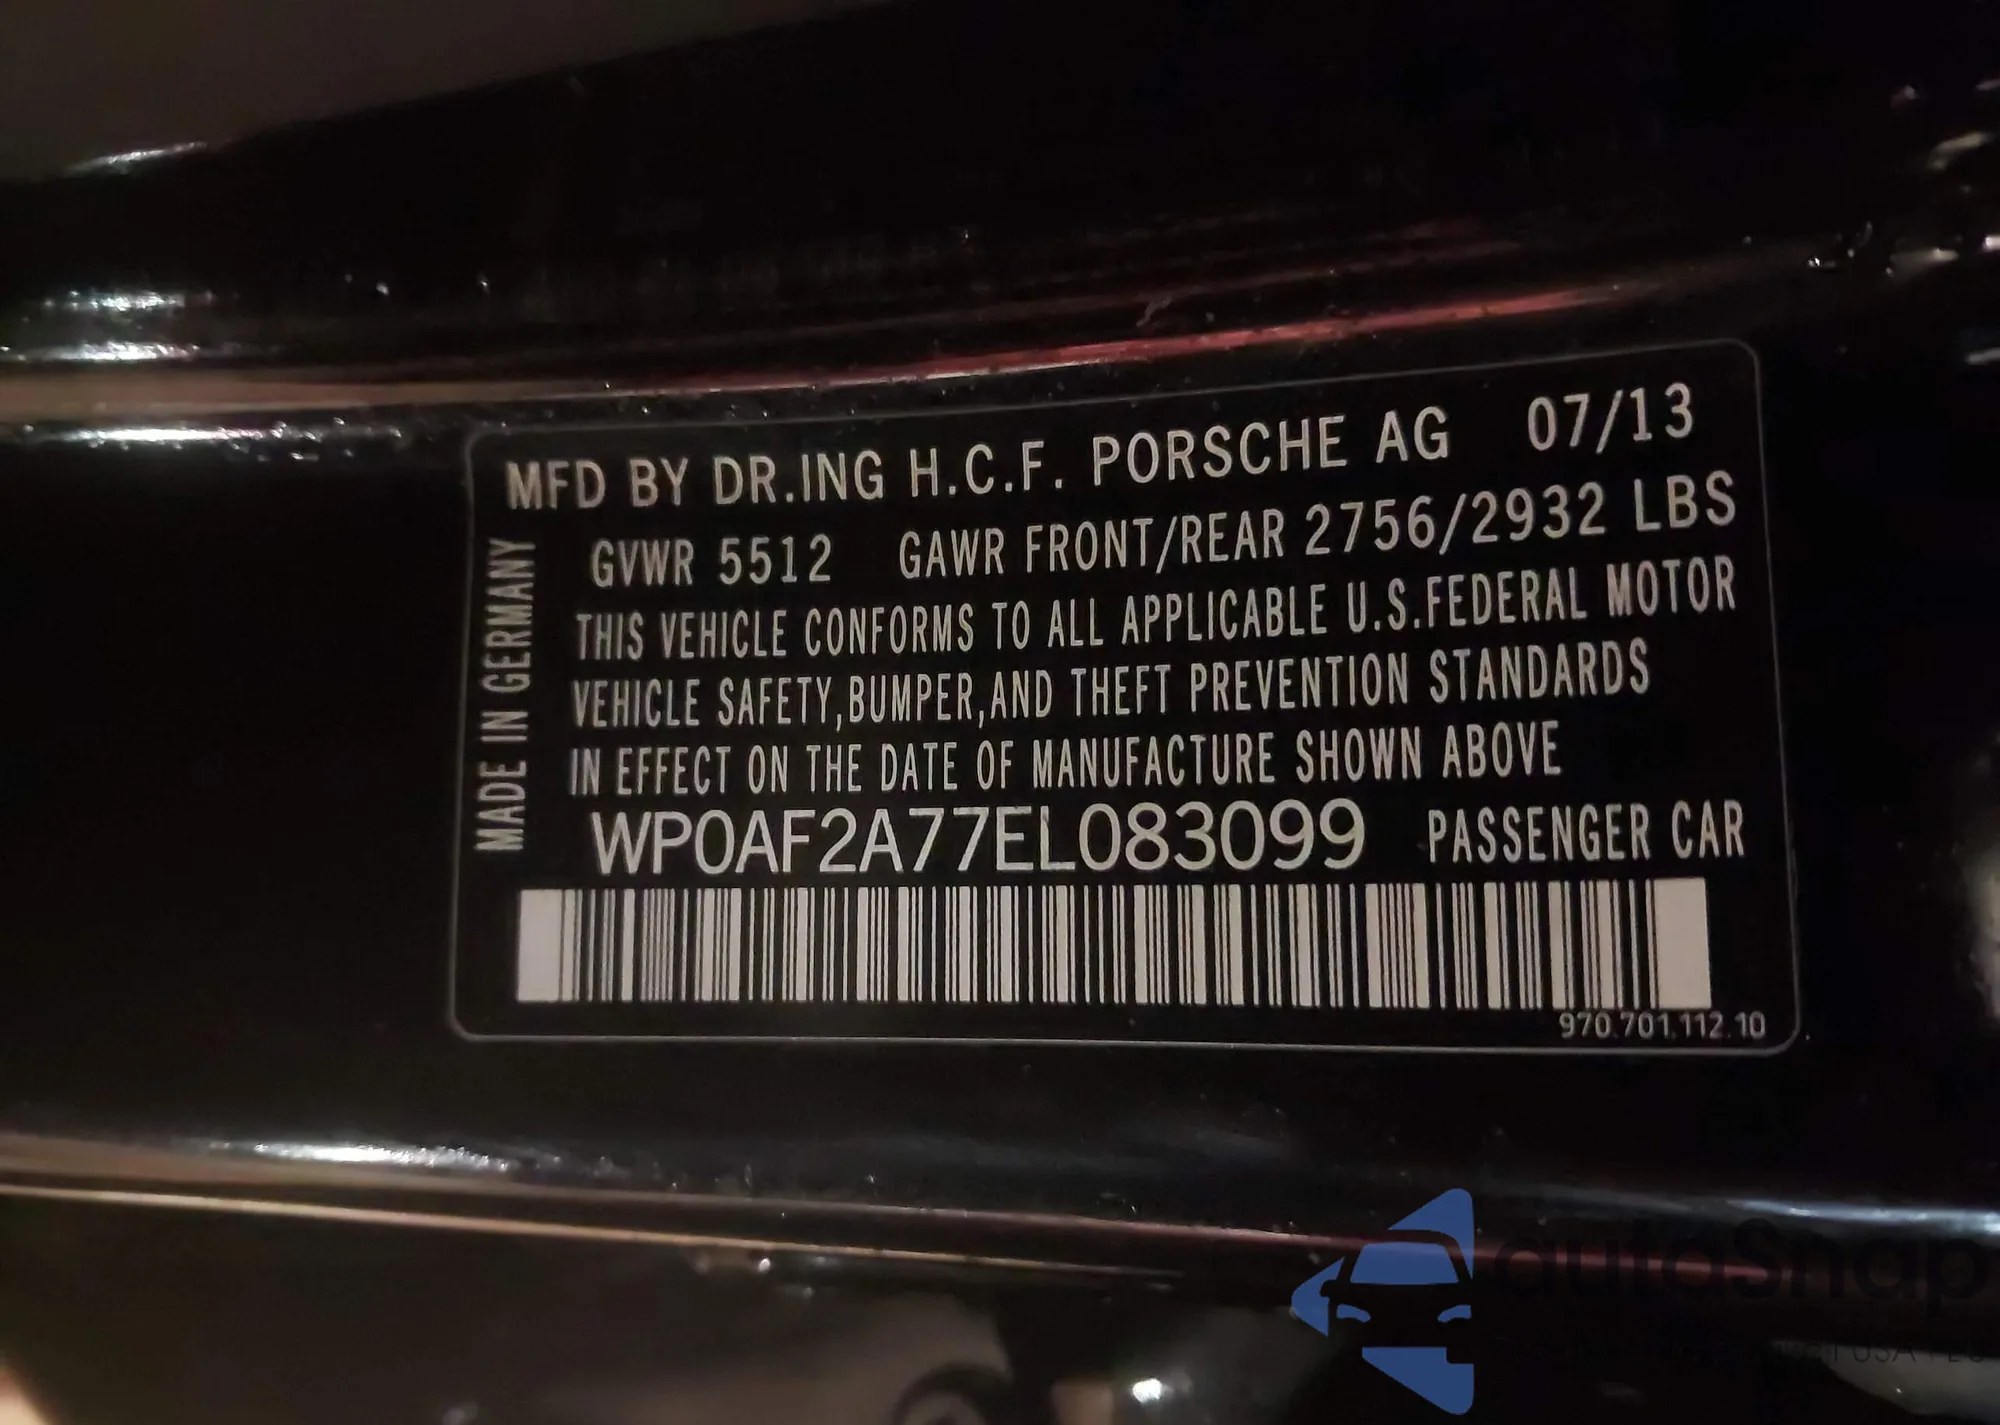 MFD BY DR.ING H.C.F. PORSCHE AG 07/13
GVWR 5512 GAWR FRONT/REAR 2756/2932 LBS
THIS VEHICLE CONFORMS TO ALL APPLICABLE U.S.FEDERAL MOTOR
VEHICLE SAFETY,BUMPER,AND THEFT PREVENTION STANDARDS
IN EFFECT ON THE DATE OF MANUFACTURE SHOWN ABOVE
WP0AF2A77EL083099 PASSENGER CAR
MADE IN GERMANY
970.701.112.10
autoSnap